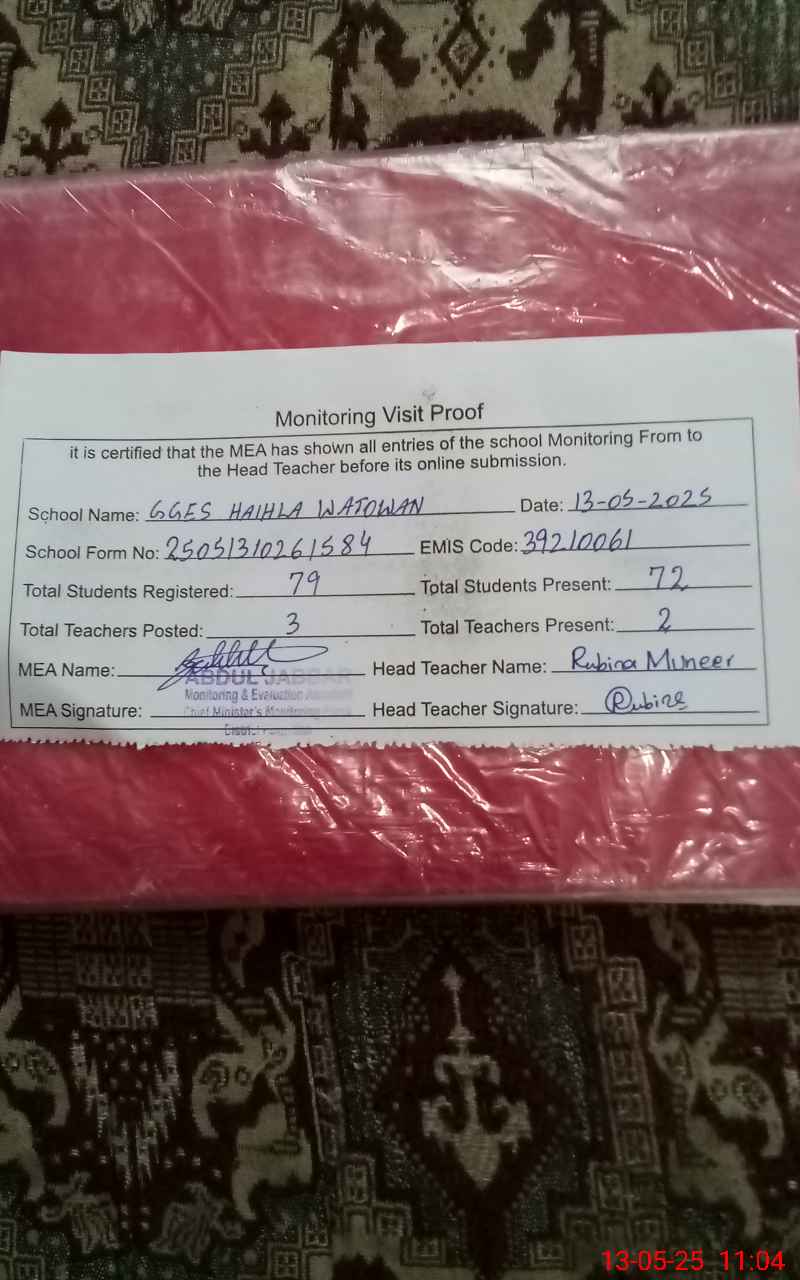 Monitoring Visit Proof
it is certified that the MEA has shown all entries of the school Monitoring From to
the Head Teacher before its online submission.
School Name: GGES HAIHLA WATOWAN Date: 13-05-2025
School Form No: 25051310261584 EMIS Code: 39210061
Total Students Registered: 79 Total Students Present: 72
Total Teachers Posted: 3 Total Teachers Present: 2
MEA Name: ABDUL JABBAR Head Teacher Name: Rubina Muneer
Monitoring & Evaluation Assistant
MEA Signature: Chief Minister's Monitoring Head Teacher Signature: Rubina
13-05-25 11:04